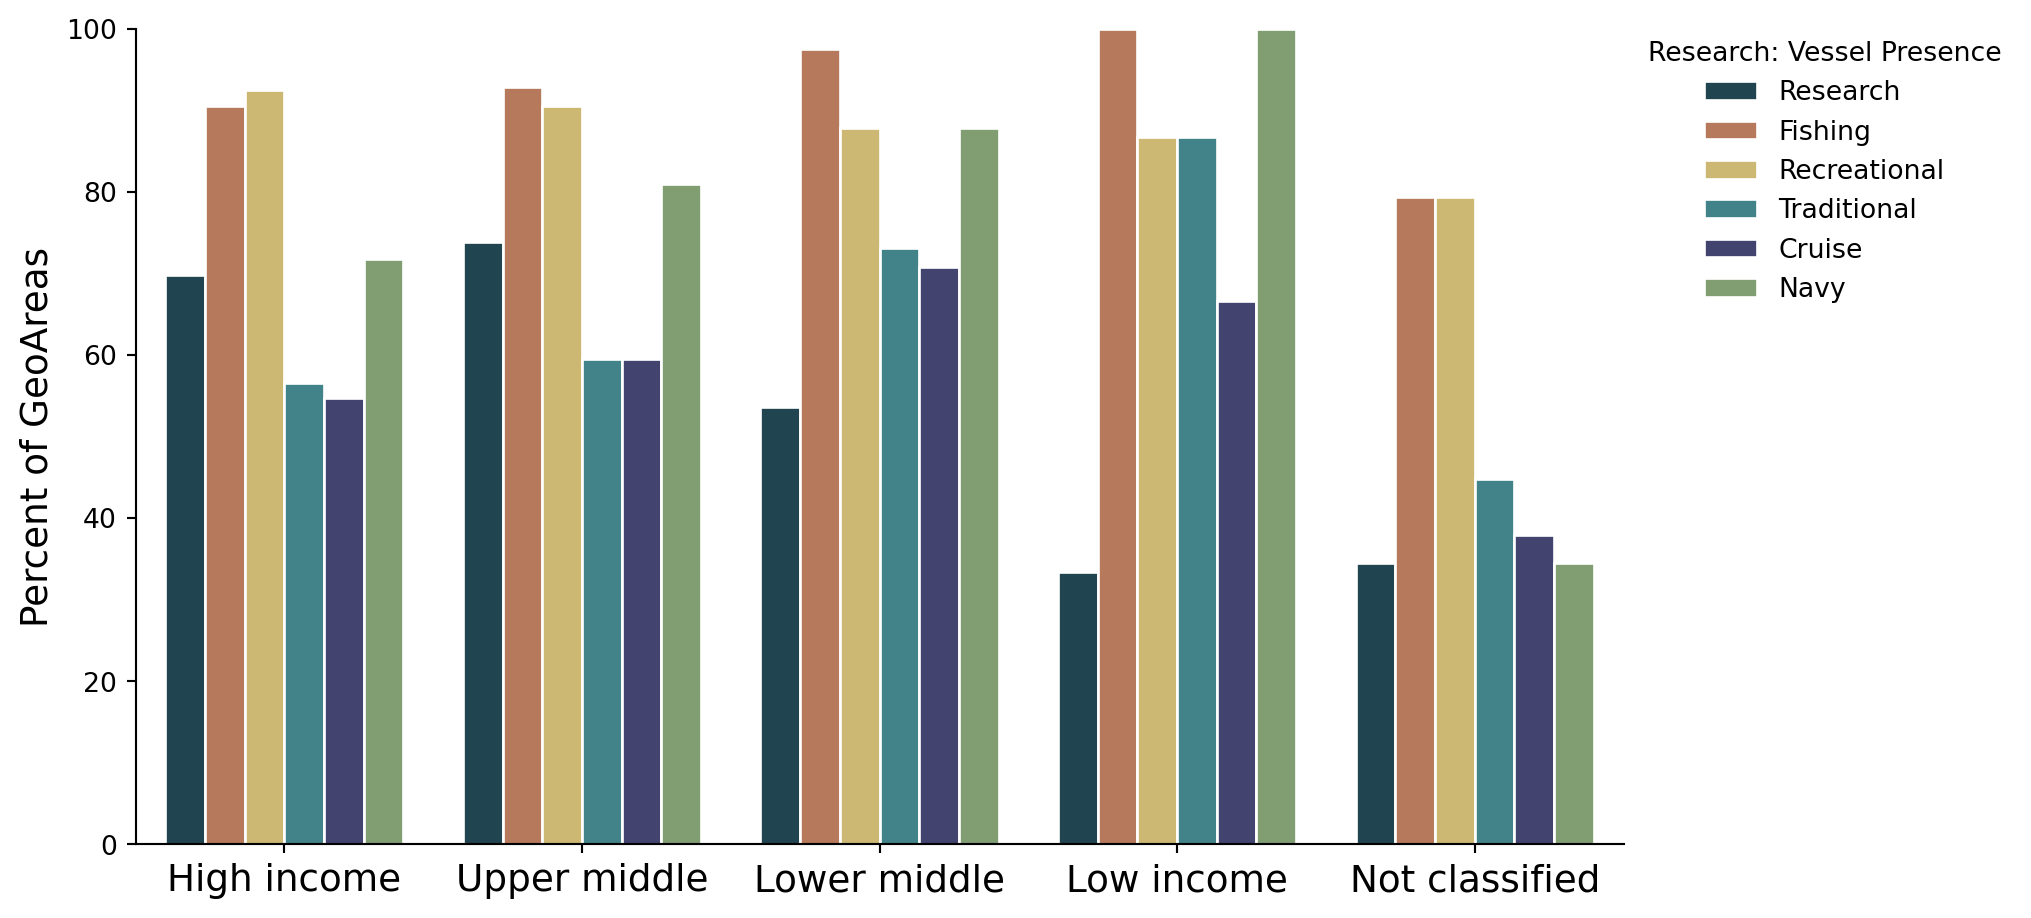 Percent of GeoAreas
100
80
60
40
20
0
High income
Upper middle
Lower middle
Low income
Not classified
Research: Vessel Presence
Research
Fishing
Recreational
Traditional
Cruise
Navy